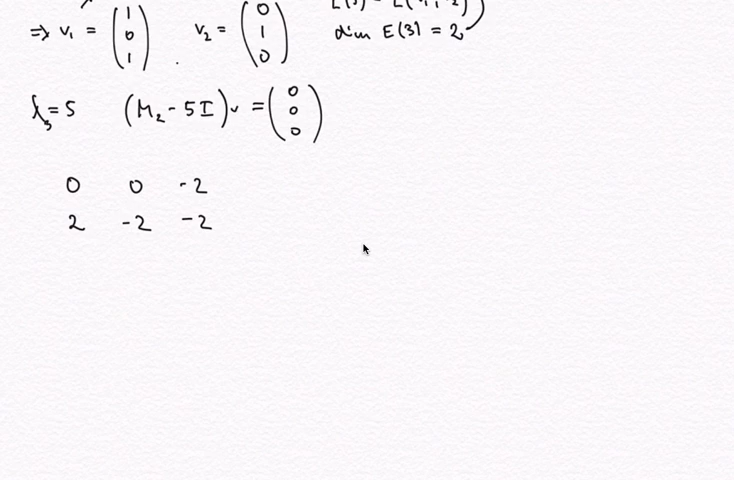 => v₁ = (1 0 1) . v₂ = (0 1 0) dim E(3) = 2
λ₃ = 5 (M₂ - 5I)v = (0 0 0)
0 0 -2
2 -2 -2